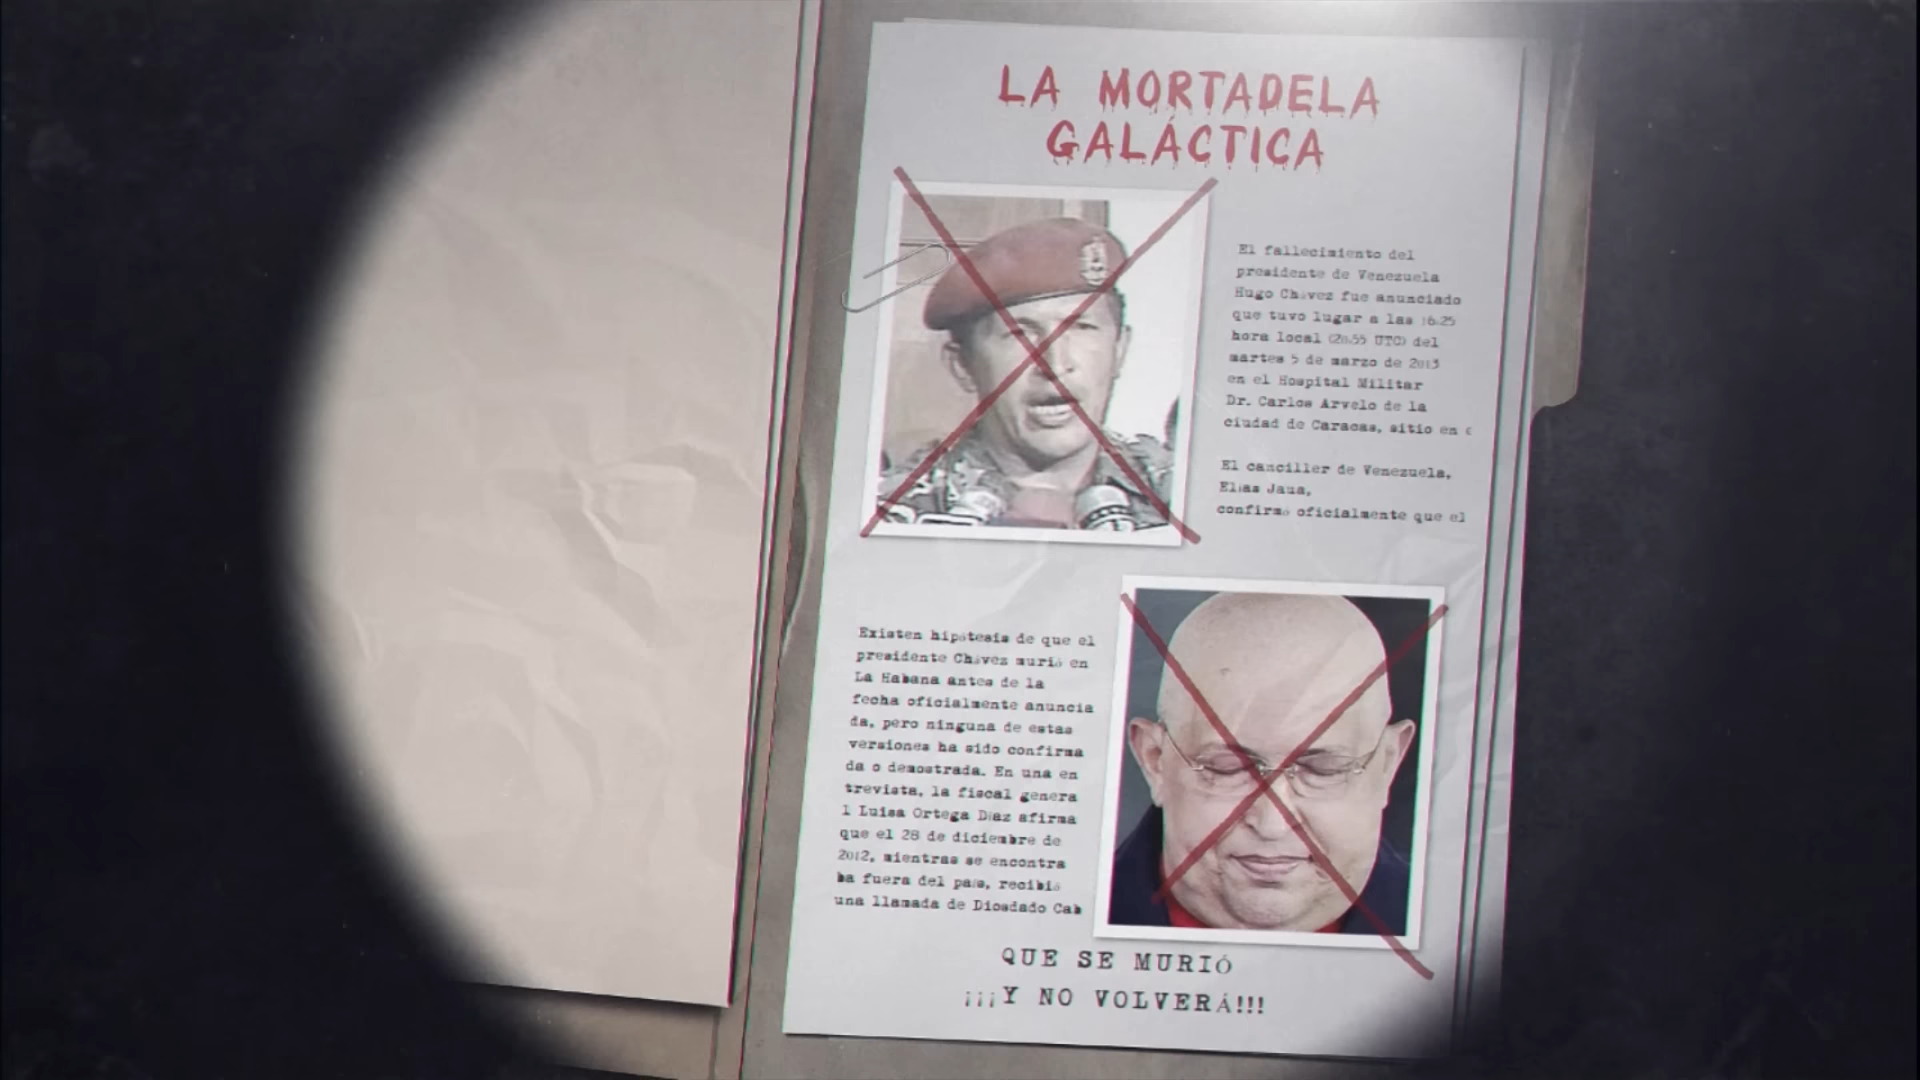 LA MORTADELA
GALÁCTICA
El fallecimiento del
presidente de Venezuela
Hugo Chávez fue anunciado
que tuvo lugar a las 16:25
hora local (20:55 UTC) del
martes 5 de marzo de 2013
en el Hospital Militar
Dr. Carlos Arvelo de la
ciudad de Caracas, sitio en
El canciller de Venezuela,
Elías Jaua,
confirmó oficialmente que el
Existen hipótesis de que el
presidente Chávez murió en
La Habana antes de la
fecha oficialmente anuncia
da, pero ninguna de estas
versiones ha sido confirma
da o demostrada. En una en
trevista, la fiscal genera
l Luisa Ortega Díaz afirma
que el 28 de diciembre de
2012, mientras se encontra
ba fuera del país, recibió
una llamada de Diosdado Cab
QUE SE MURIÓ
¡¡¡Y NO VOLVERÁ!!!